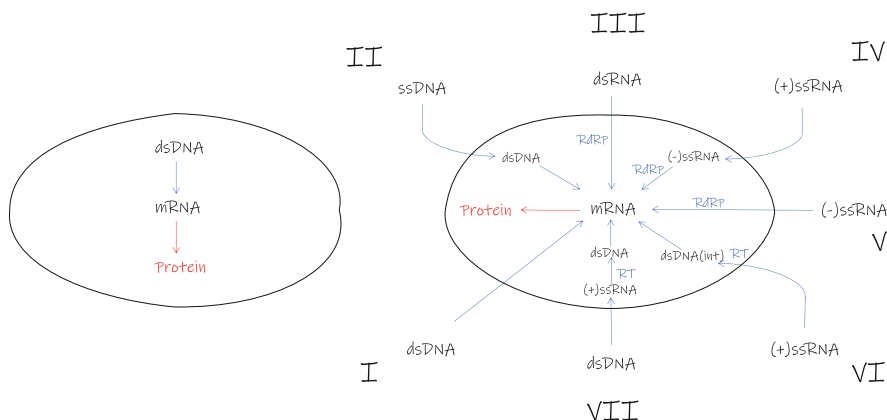 dsDNA
mRNA
Protein
III
II
IV
ssDNA
dsRNA
(+)ssRNA
RdRp
dsDNA
RdRp
(-)ssRNA
Protein
mRNA
RdRp
(-)ssRNA
V
dsDNA
dsDNA(int)
RT
RT
(+)ssRNA
dsDNA
I
dsDNA
VII
(+)ssRNA
VI